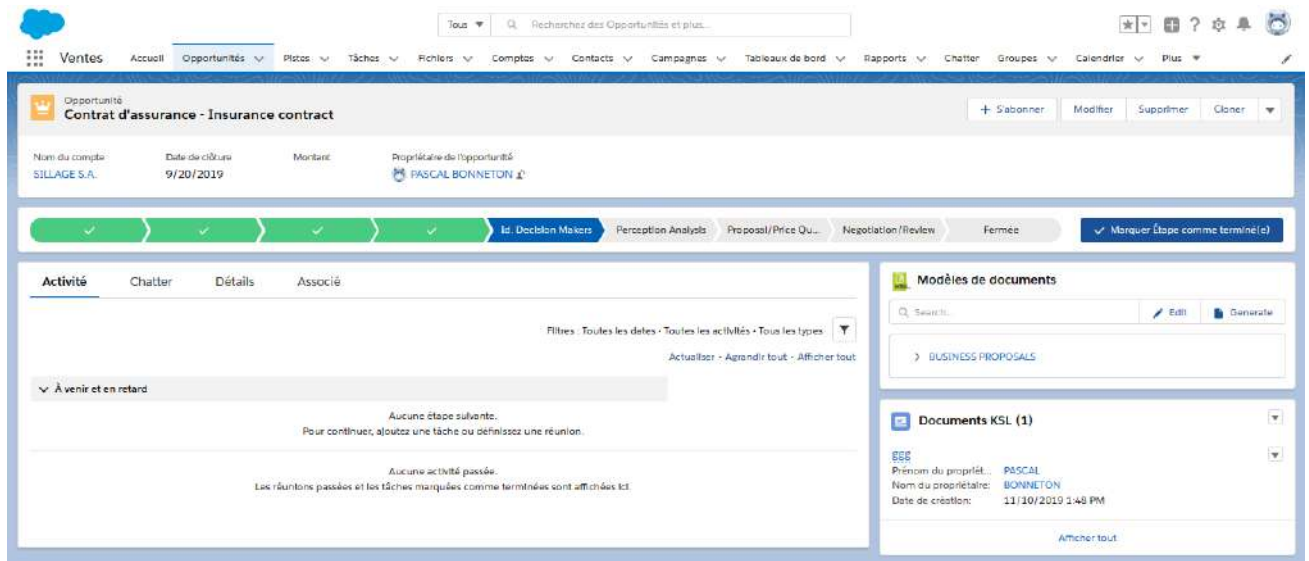 Tous
Recherchez des Opportunités et plus...
Ventes Accueil Opportunités Pistes Tâches Fichiers Comptes Contacts Campagnes Tableaux de bord Rapports Chatter Groupes Calendrier Plus
Opportunité
Contrat d'assurance - Insurance contract
+ S'abonner Modifier Supprimer Cloner
Nom du compte Date de clôture Montant Propriétaire de l'opportunité
SILLAGE S.A. 9/20/2019 PASCAL BONNETON
Id. Decision Makers Perception Analysis Proposal/Price Qu... Negotiation/Review Fermée Marquer Étape comme terminé(e)
Activité Chatter Détails Associé
Filtres : Toutes les dates • Toutes les activités • Tous les types
Actualiser • Agrandir tout • Afficher tout
À venir et en retard
Aucune étape suivante.
Pour continuer, ajoutez une tâche ou définissez une réunion.
Aucune activité passée.
Les réunions passées et les tâches marquées comme terminées sont affichées ici.
KSL Modèles de documents
Search... Edit Generate
BUSINESS PROPOSALS
Documents KSL (1)
ggg
Prénom du propriét... PASCAL
Nom du propriétaire: BONNETON
Date de création: 11/10/2019 1:48 PM
Afficher tout